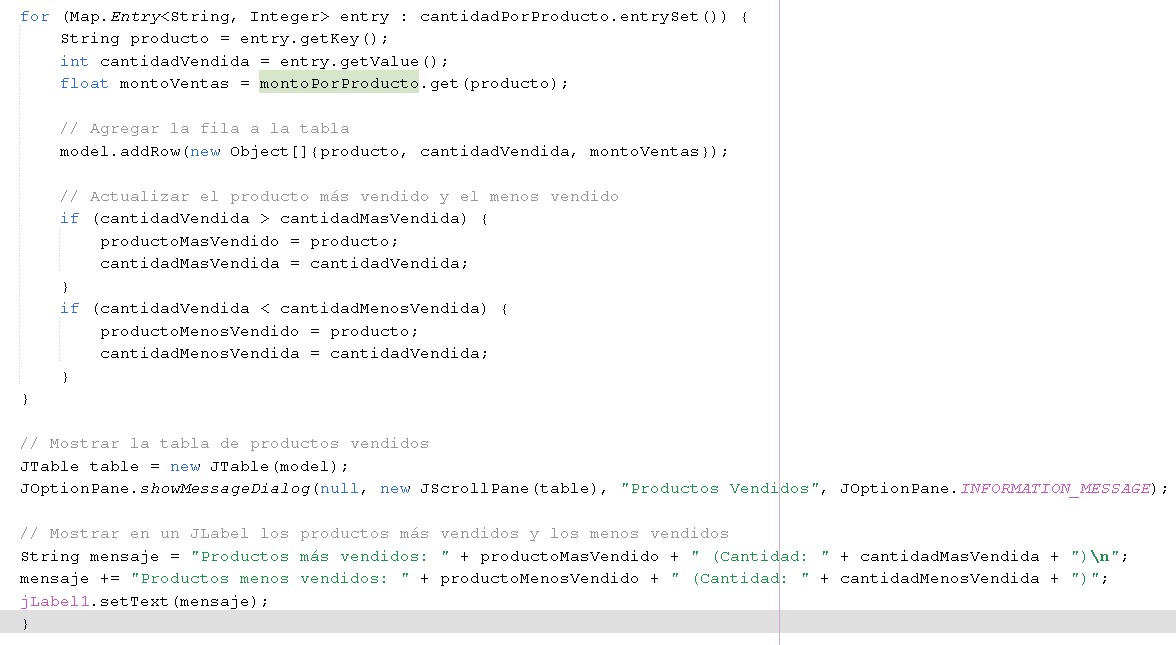 for (Map.Entry<String, Integer> entry : cantidadPorProducto.entrySet()) {
    String producto = entry.getKey();
    int cantidadVendida = entry.getValue();
    float montoVentas = montoPorProducto.get(producto);

    // Agregar la fila a la tabla
    model.addRow(new Object[]{producto, cantidadVendida, montoVentas});

    // Actualizar el producto más vendido y el menos vendido
    if (cantidadVendida > cantidadMasVendida) {
        productoMasVendido = producto;
        cantidadMasVendida = cantidadVendida;
    }
    if (cantidadVendida < cantidadMenosVendida) {
        productoMenosVendido = producto;
        cantidadMenosVendida = cantidadVendida;
    }
}

// Mostrar la tabla de productos vendidos
JTable table = new JTable(model);
JOptionPane.showMessageDialog(null, new JScrollPane(table), "Productos Vendidos", JOptionPane.INFORMATION_MESSAGE);

// Mostrar en un JLabel los productos más vendidos y los menos vendidos
String mensaje = "Productos más vendidos: " + productoMasVendido + " (Cantidad: " + cantidadMasVendida + ")\n";
mensaje += "Productos menos vendidos: " + productoMenosVendido + " (Cantidad: " + cantidadMenosVendida + ")";
jLabel1.setText(mensaje);
}